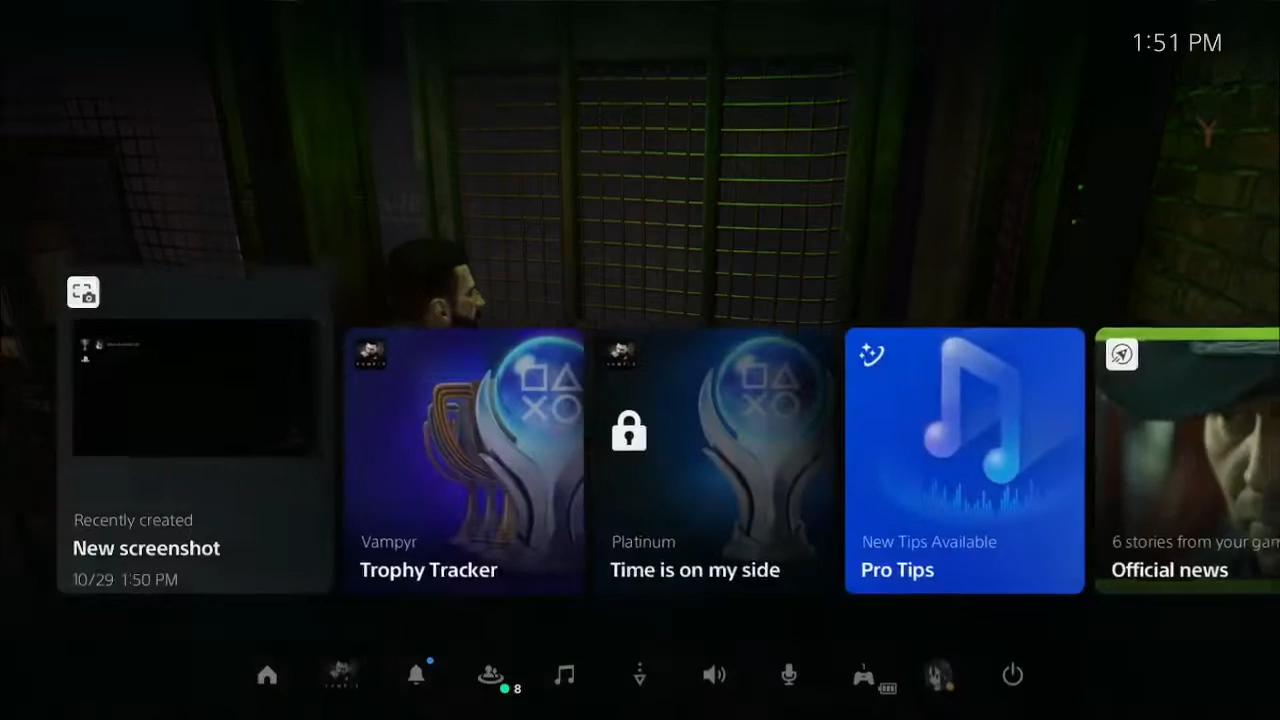 1:51 PM
Recently created
New screenshot
10/29 1:50 PM
Vampyr
Trophy Tracker
Platinum
Time is on my side
New Tips Available
Pro Tips
6 stories from your
Official news
8
1